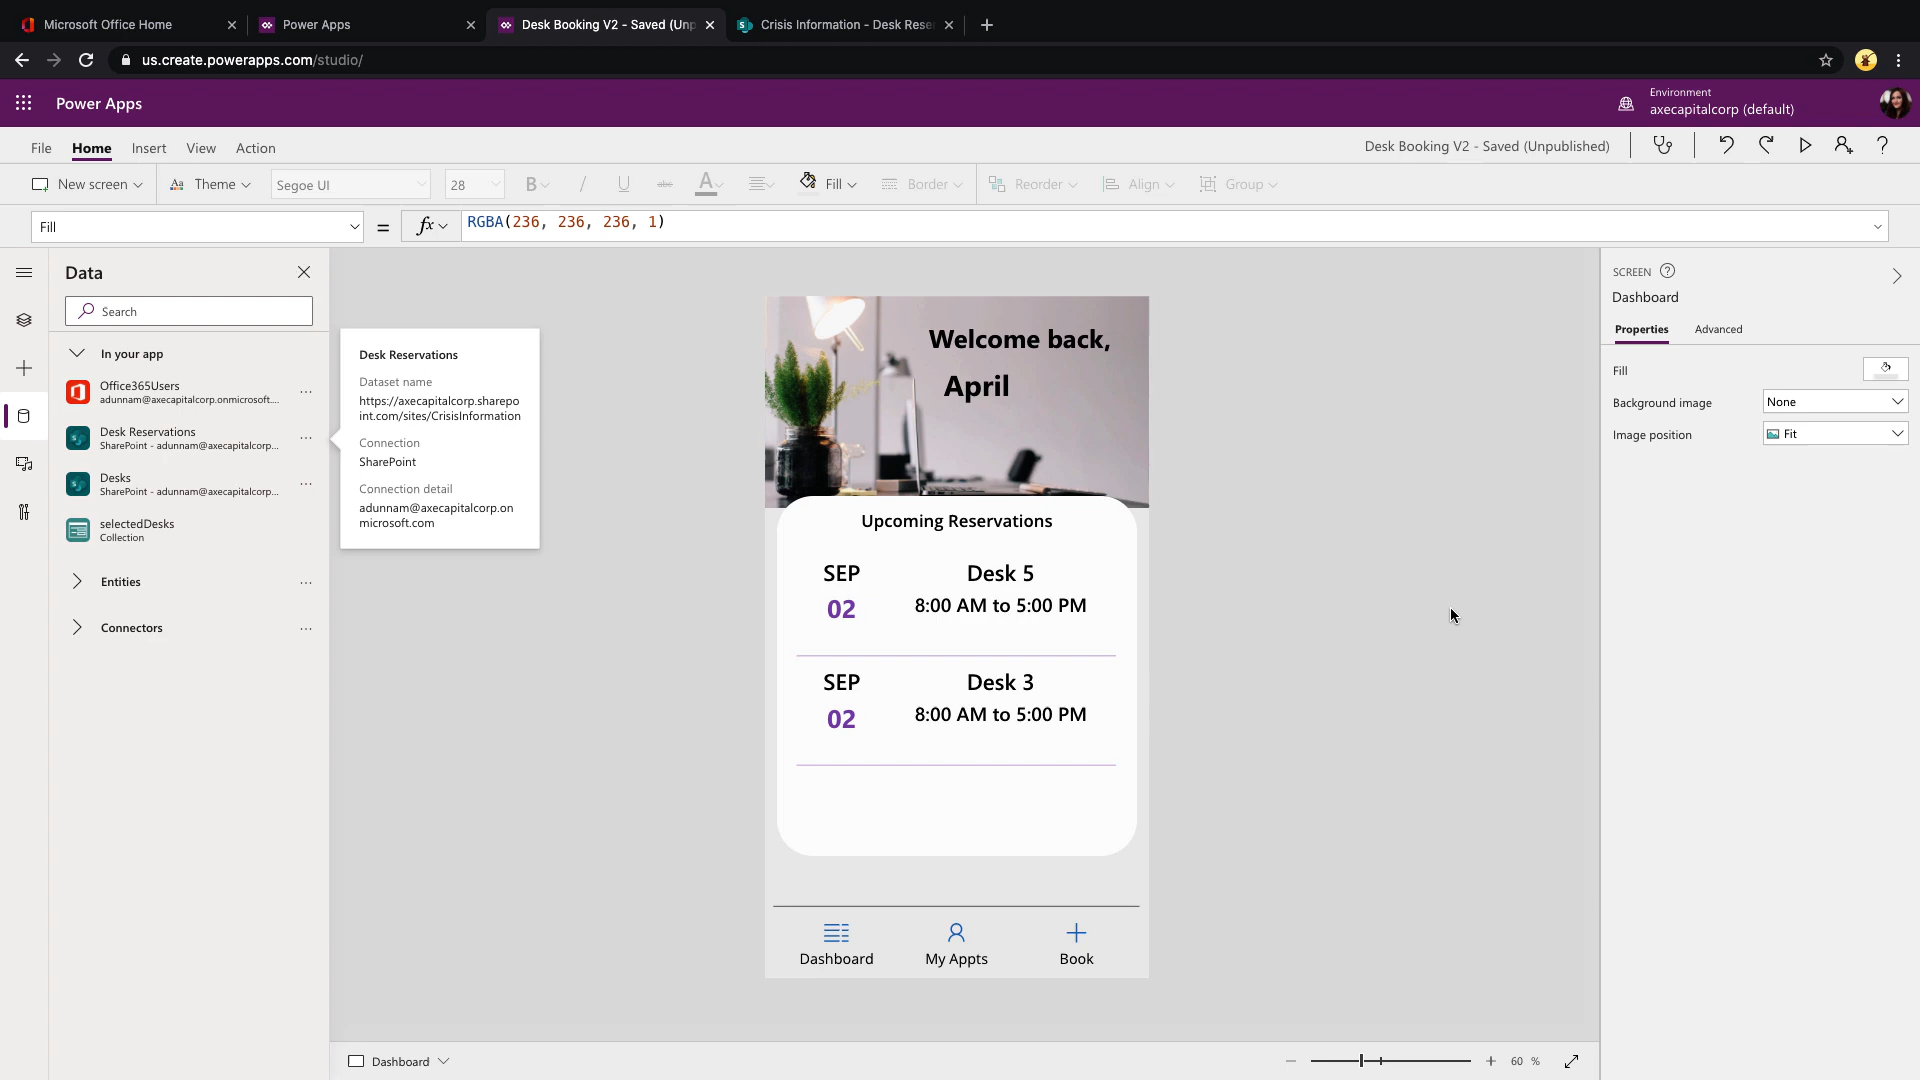 Microsoft Office Home
Power Apps
Desk Booking V2 - Saved (Unp
Crisis Information - Desk Rese
us.create.powerapps.com/studio/
Power Apps
Environment
axecapitalcorp (default)
File
Home
Insert
View
Action
Desk Booking V2 - Saved (Unpublished)
New screen
Theme
Segoe UI
28
B
U
abc
A
Fill
Border
Reorder
Align
Group
Fill
=
fx
RGBA(236, 236, 236, 1)
Data
Search
In your app
Office365Users
adunnam@axecapitalcorp.onmicrosoft....
Desk Reservations
SharePoint - adunnam@axecapitalcorp...
Desks
SharePoint - adunnam@axecapitalcorp...
selectedDesks
Collection
Entities
Connectors
Desk Reservations
Dataset name
https://axecapitalcorp.sharepo
int.com/sites/CrisisInformation
Connection
SharePoint
Connection detail
adunnam@axecapitalcorp.on
microsoft.com
Welcome back,
April
Upcoming Reservations
SEP
02
Desk 5
8:00 AM to 5:00 PM
SEP
02
Desk 3
8:00 AM to 5:00 PM
Dashboard
My Appts
Book
SCREEN
Dashboard
Properties
Advanced
Fill
Background image
None
Image position
Fit
Dashboard
60 %